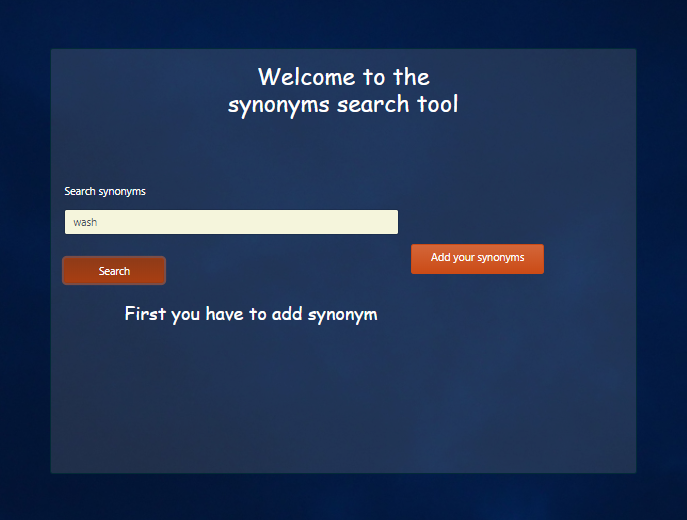 Welcome to the
synonyms search tool
Search synonyms
wash
Search
Add your synonyms
First you have to add synonym